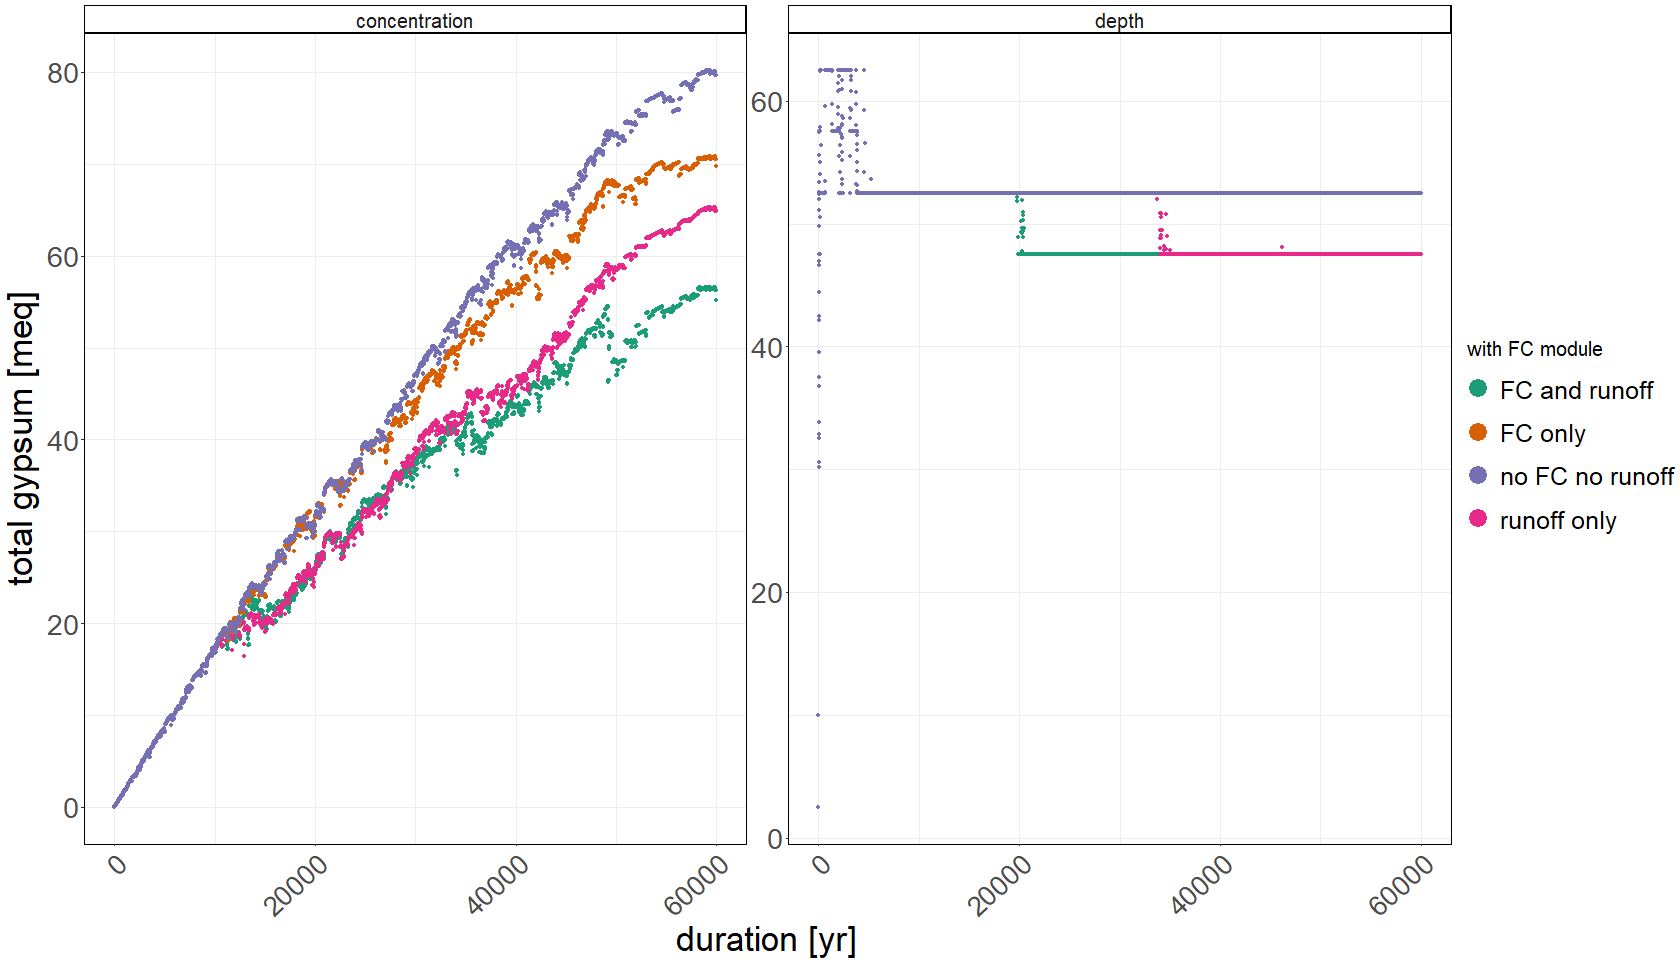 concentration
depth
total gypsum [meq]
80
60
40
20
0
60
40
20
0
0
20000
40000
60000
0
20000
40000
60000
duration [yr]
with FC module
FC and runoff
FC only
no FC no runoff
runoff only